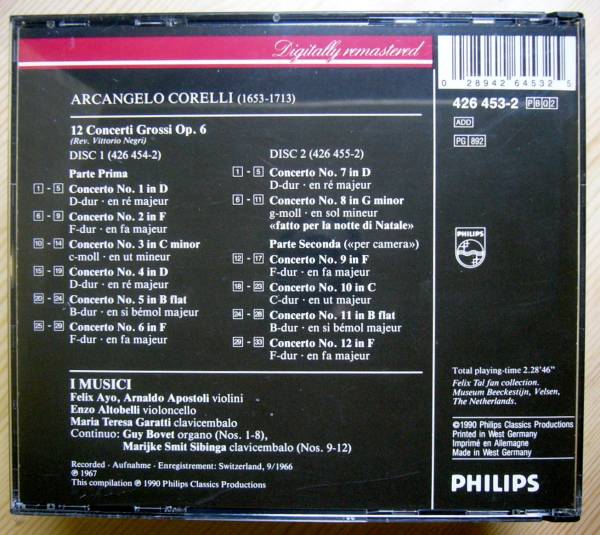 Digitally remastered
0 28942 64532 5
426 453-2 PB02
ADD
PG 892
ARCANGELO CORELLI (1653-1713)
12 Concerti Grossi Op. 6
(Rev. Vittorio Negri)
DISC 1 (426 454-2)
Parte Prima
1 - 5 Concerto No. 1 in D
D-dur · en ré majeur
6 - 9 Concerto No. 2 in F
F-dur · en fa majeur
10 - 14 Concerto No. 3 in C minor
c-moll · en ut mineur
15 - 19 Concerto No. 4 in D
D-dur · en ré majeur
20 - 24 Concerto No. 5 in B flat
B-dur · en si bémol majeur
25 - 29 Concerto No. 6 in F
F-dur · en fa majeur
DISC 2 (426 455-2)
1 - 5 Concerto No. 7 in D
D-dur · en ré majeur
6 - 11 Concerto No. 8 in G minor
g-moll · en sol mineur
«fatto per la notte di Natale»
Parte Seconda («per camera»)
12 - 17 Concerto No. 9 in F
F-dur · en fa majeur
18 - 23 Concerto No. 10 in C
C-dur · en ut majeur
24 - 28 Concerto No. 11 in B flat
B-dur · en si bémol majeur
29 - 33 Concerto No. 12 in F
F-dur · en fa majeur
I MUSICI
Felix Ayo, Arnaldo Apostoli violini
Enzo Altobelli violoncello
Maria Teresa Garatti clavicembalo
Continuo: Guy Bovet organo (Nos. 1-8),
Marijke Smit Sibinga clavicembalo (Nos. 9-12)
Recorded · Aufnahme · Enregistrement: Switzerland, 9/1966
℗ 1967
This compilation ℗ 1990 Philips Classics Productions
PHILIPS
Total playing-time 2.28'46"
Felix Tal fan collection.
Museum Beeckestijn, Velsen,
The Netherlands.
©1990 Philips Classics Productions
Printed in West Germany
Imprimé en Allemagne
Made in West Germany
PHILIPS